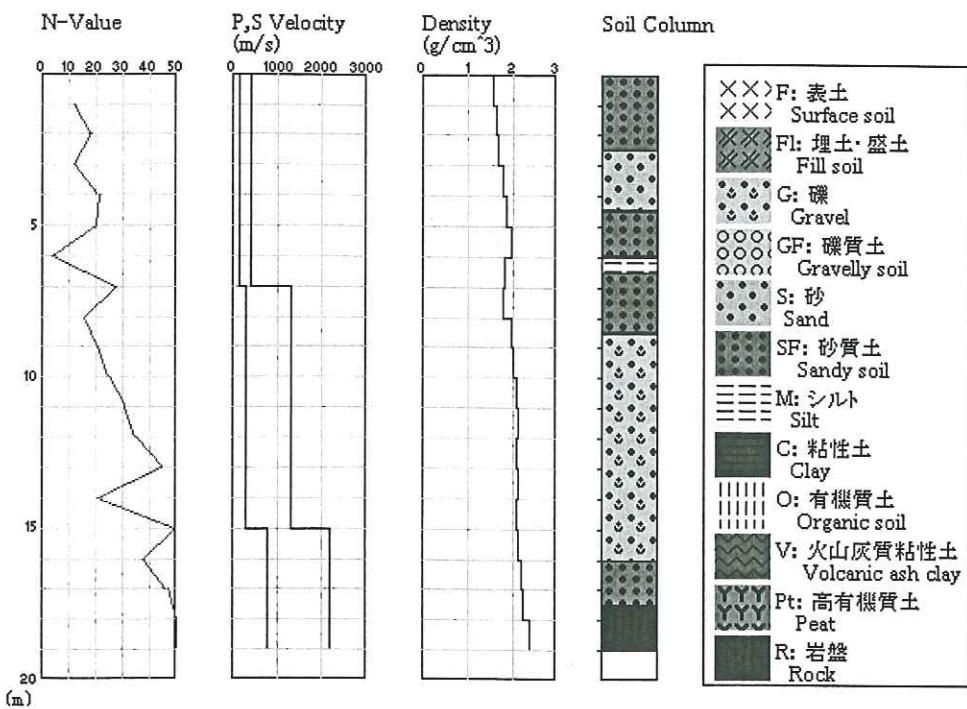 N-Value
0 10 20 30 40 50
5
10
15
20
(m)
P,S Velocity
(m/s)
0 1000 2000 3000
Density
(g/cm^3)
0 1 2 3
Soil Column
F: 表土
Surface soil
Fl: 埋土・盛土
Fill soil
G: 礫
Gravel
GF: 礫質土
Gravelly soil
S: 砂
Sand
SF: 砂質土
Sandy soil
M: シルト
Silt
C: 粘性土
Clay
O: 有機質土
Organic soil
V: 火山灰質粘性土
Volcanic ash clay
Pt: 高有機質土
Peat
R: 岩盤
Rock